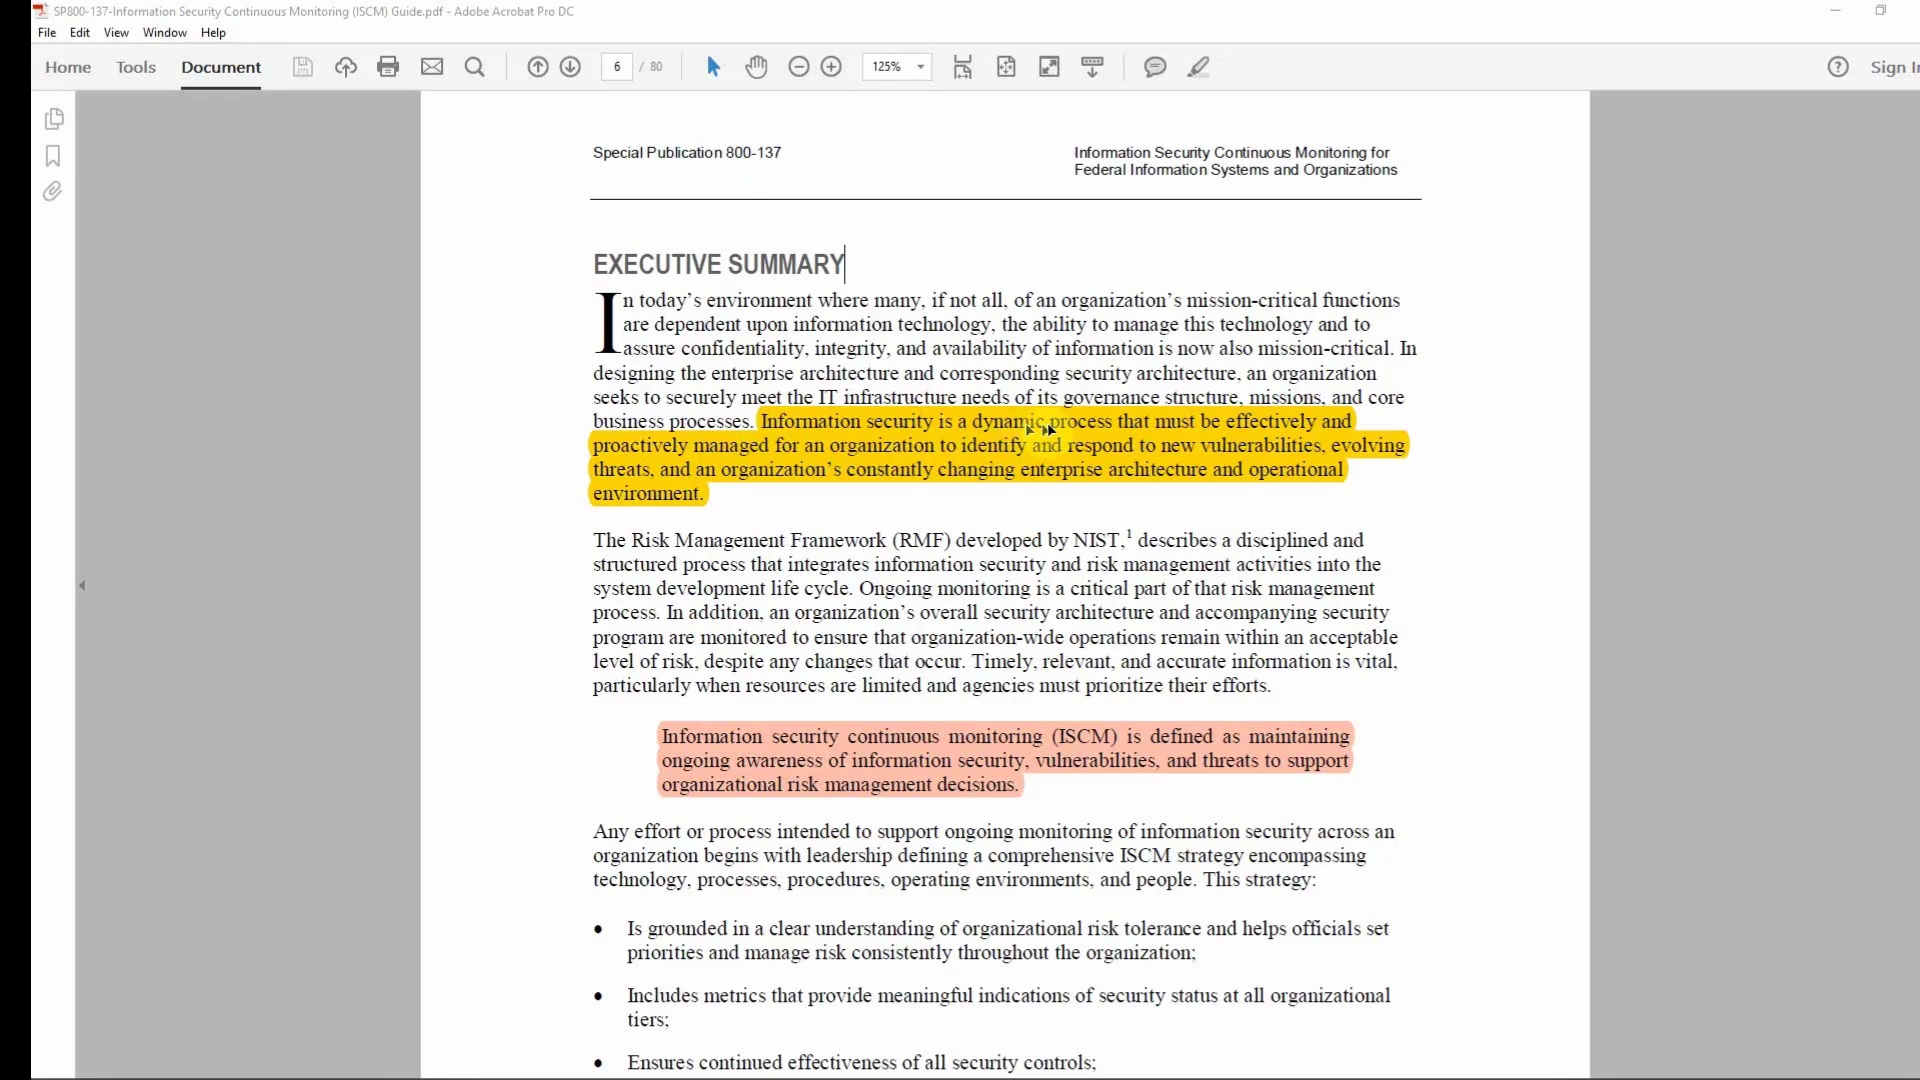 SP800-137-Information Security Continuous Monitoring (ISCM) Guide.pdf - Adobe Acrobat Pro DC
File Edit View Window Help
Home Tools Document 6 / 80 125% Sign In
Special Publication 800-137
Information Security Continuous Monitoring for
Federal Information Systems and Organizations
EXECUTIVE SUMMARY
In today’s environment where many, if not all, of an organization’s mission-critical functions
are dependent upon information technology, the ability to manage this technology and to
assure confidentiality, integrity, and availability of information is now also mission-critical. In
designing the enterprise architecture and corresponding security architecture, an organization
seeks to securely meet the IT infrastructure needs of its governance structure, missions, and core
business processes. Information security is a dynamic process that must be effectively and
proactively managed for an organization to identify and respond to new vulnerabilities, evolving
threats, and an organization’s constantly changing enterprise architecture and operational
environment.
The Risk Management Framework (RMF) developed by NIST,1 describes a disciplined and
structured process that integrates information security and risk management activities into the
system development life cycle. Ongoing monitoring is a critical part of that risk management
process. In addition, an organization’s overall security architecture and accompanying security
program are monitored to ensure that organization-wide operations remain within an acceptable
level of risk, despite any changes that occur. Timely, relevant, and accurate information is vital,
particularly when resources are limited and agencies must prioritize their efforts.
Information security continuous monitoring (ISCM) is defined as maintaining
ongoing awareness of information security, vulnerabilities, and threats to support
organizational risk management decisions.
Any effort or process intended to support ongoing monitoring of information security across an
organization begins with leadership defining a comprehensive ISCM strategy encompassing
technology, processes, procedures, operating environments, and people. This strategy:
• Is grounded in a clear understanding of organizational risk tolerance and helps officials set
priorities and manage risk consistently throughout the organization;
• Includes metrics that provide meaningful indications of security status at all organizational
tiers;
• Ensures continued effectiveness of all security controls;